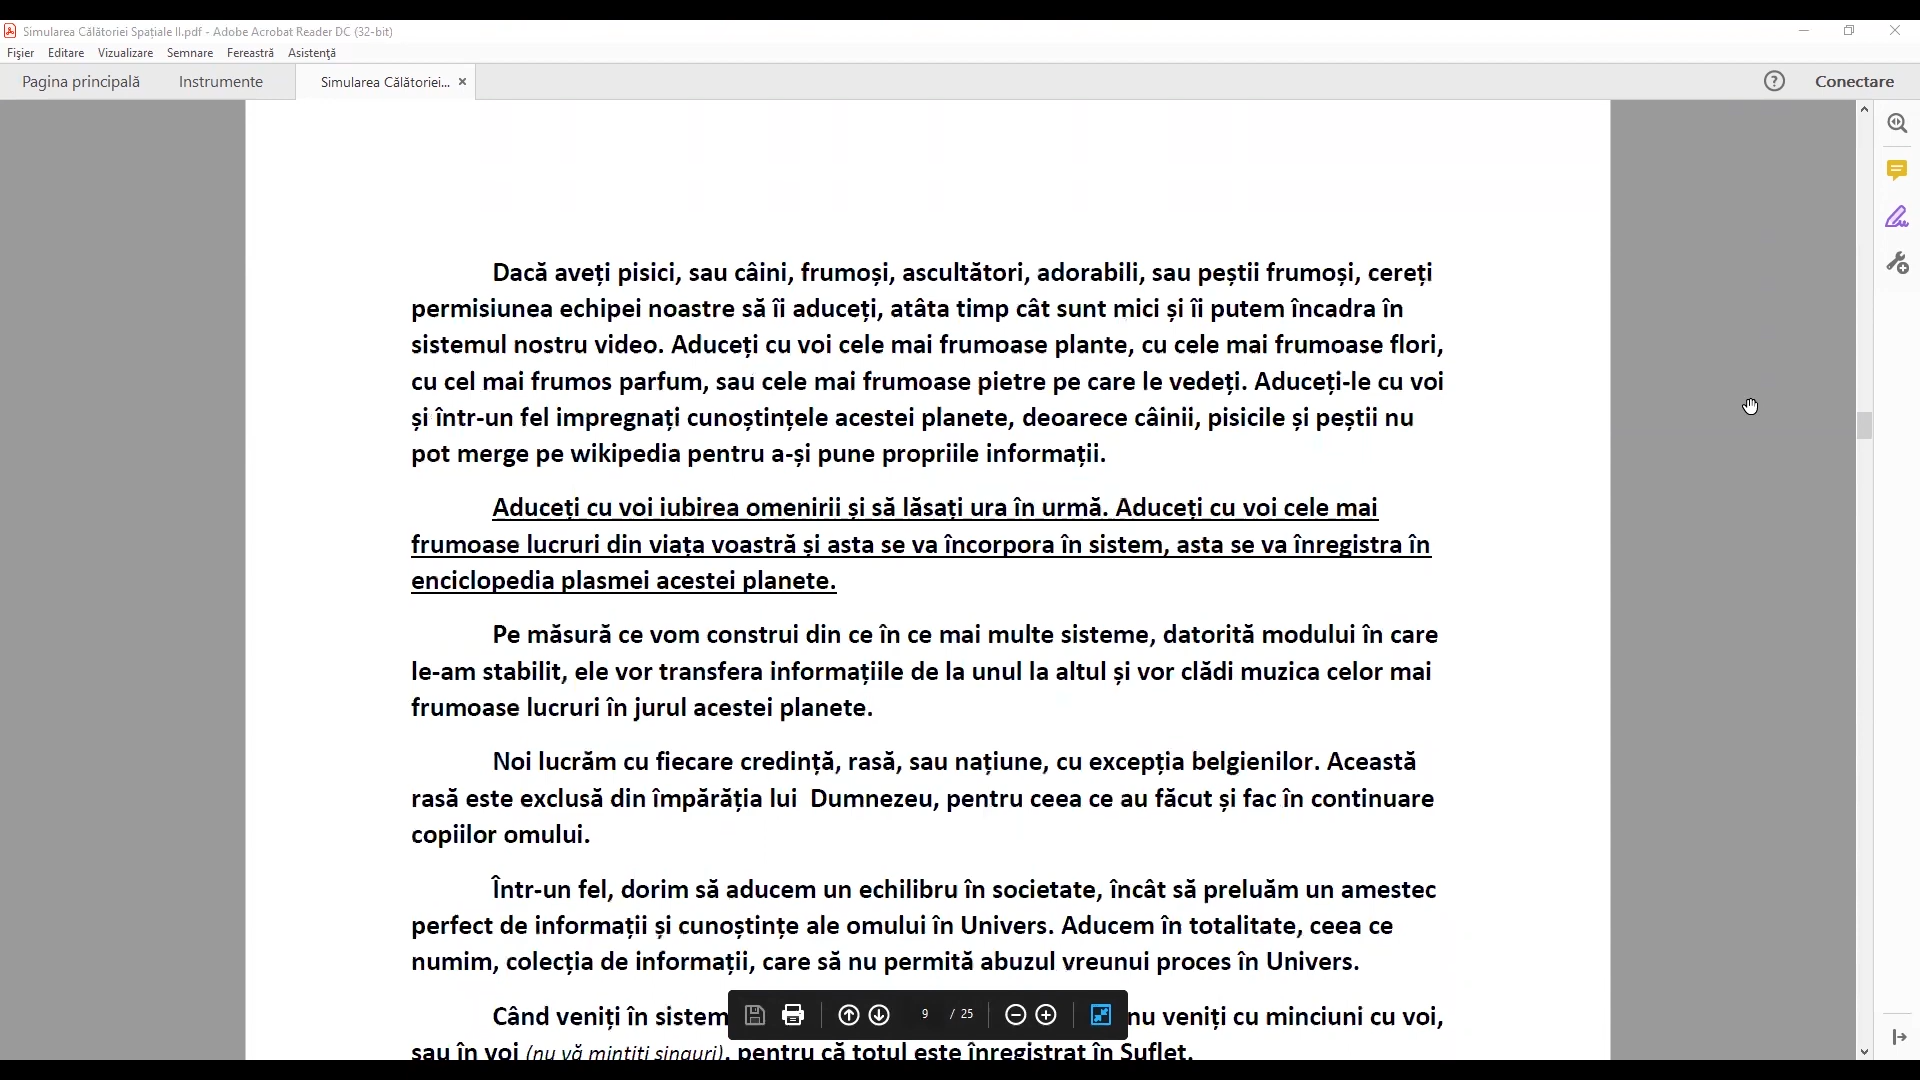 Simularea Călătoriei Spațiale II.pdf - Adobe Acrobat Reader DC (32-bit)
Fișier Editare Vizualizare Semnare Fereastră Asistență
Pagina principală Instrumente Simularea Călătoriei... × ? Conectare
Dacă aveți pisici, sau câini, frumoși, ascultători, adorabili, sau peștii frumoși, cereți
permisiunea echipei noastre să îi aduceți, atâta timp cât sunt mici și îi putem încadra în
sistemul nostru video. Aduceți cu voi cele mai frumoase plante, cu cele mai frumoase flori,
cu cel mai frumos parfum, sau cele mai frumoase pietre pe care le vedeți. Aduceți-le cu voi
și într-un fel impregnați cunoștințele acestei planete, deoarece câinii, pisicile și peștii nu
pot merge pe wikipedia pentru a-și pune propriile informații.
Aduceți cu voi iubirea omenirii și să lăsați ura în urmă. Aduceți cu voi cele mai
frumoase lucruri din viața voastră și asta se va încorpora în sistem, asta se va înregistra în
enciclopedia plasmei acestei planete.
Pe măsură ce vom construi din ce în ce mai multe sisteme, datorită modului în care
le-am stabilit, ele vor transfera informațiile de la unul la altul și vor clădi muzica celor mai
frumoase lucruri în jurul acestei planete.
Noi lucrăm cu fiecare credință, rasă, sau națiune, cu excepția belgienilor. Această
rasă este exclusă din împărăția lui Dumnezeu, pentru ceea ce au făcut și fac în continuare
copiilor omului.
Într-un fel, dorim să aducem un echilibru în societate, încât să preluăm un amestec
perfect de informații și cunoștințe ale omului în Univers. Aducem în totalitate, ceea ce
numim, colecția de informații, care să nu permită abuzul vreunui proces în Univers.
Când veniți în sistem nu veniți cu minciuni cu voi,
9 / 25
sau în voi (nu vă mințiți singuri), pentru că totul este înregistrat în Suflet.